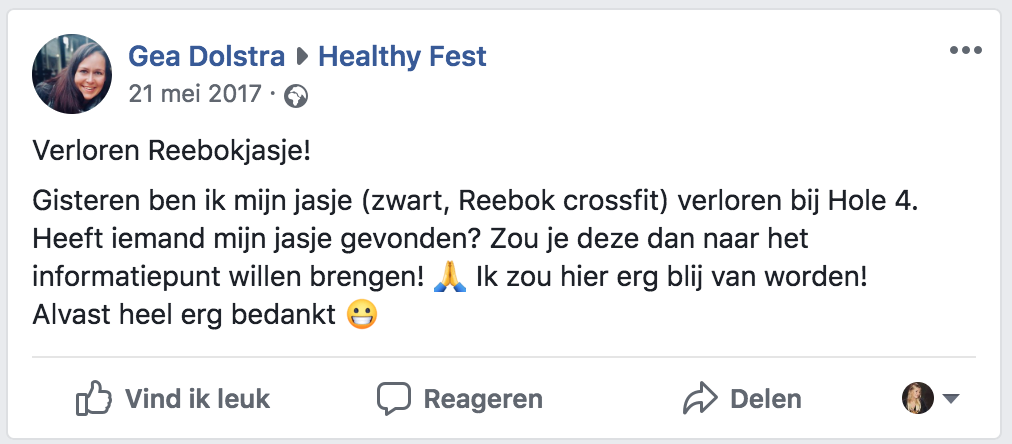 Gea Dolstra ▸ Healthy Fest
21 mei 2017 ·
Verloren Reebokjasje!
Gisteren ben ik mijn jasje (zwart, Reebok crossfit) verloren bij Hole 4.
Heeft iemand mijn jasje gevonden? Zou je deze dan naar het
informatiepunt willen brengen! 🙏 Ik zou hier erg blij van worden!
Alvast heel erg bedankt 😀
Vind ik leuk Reageren Delen